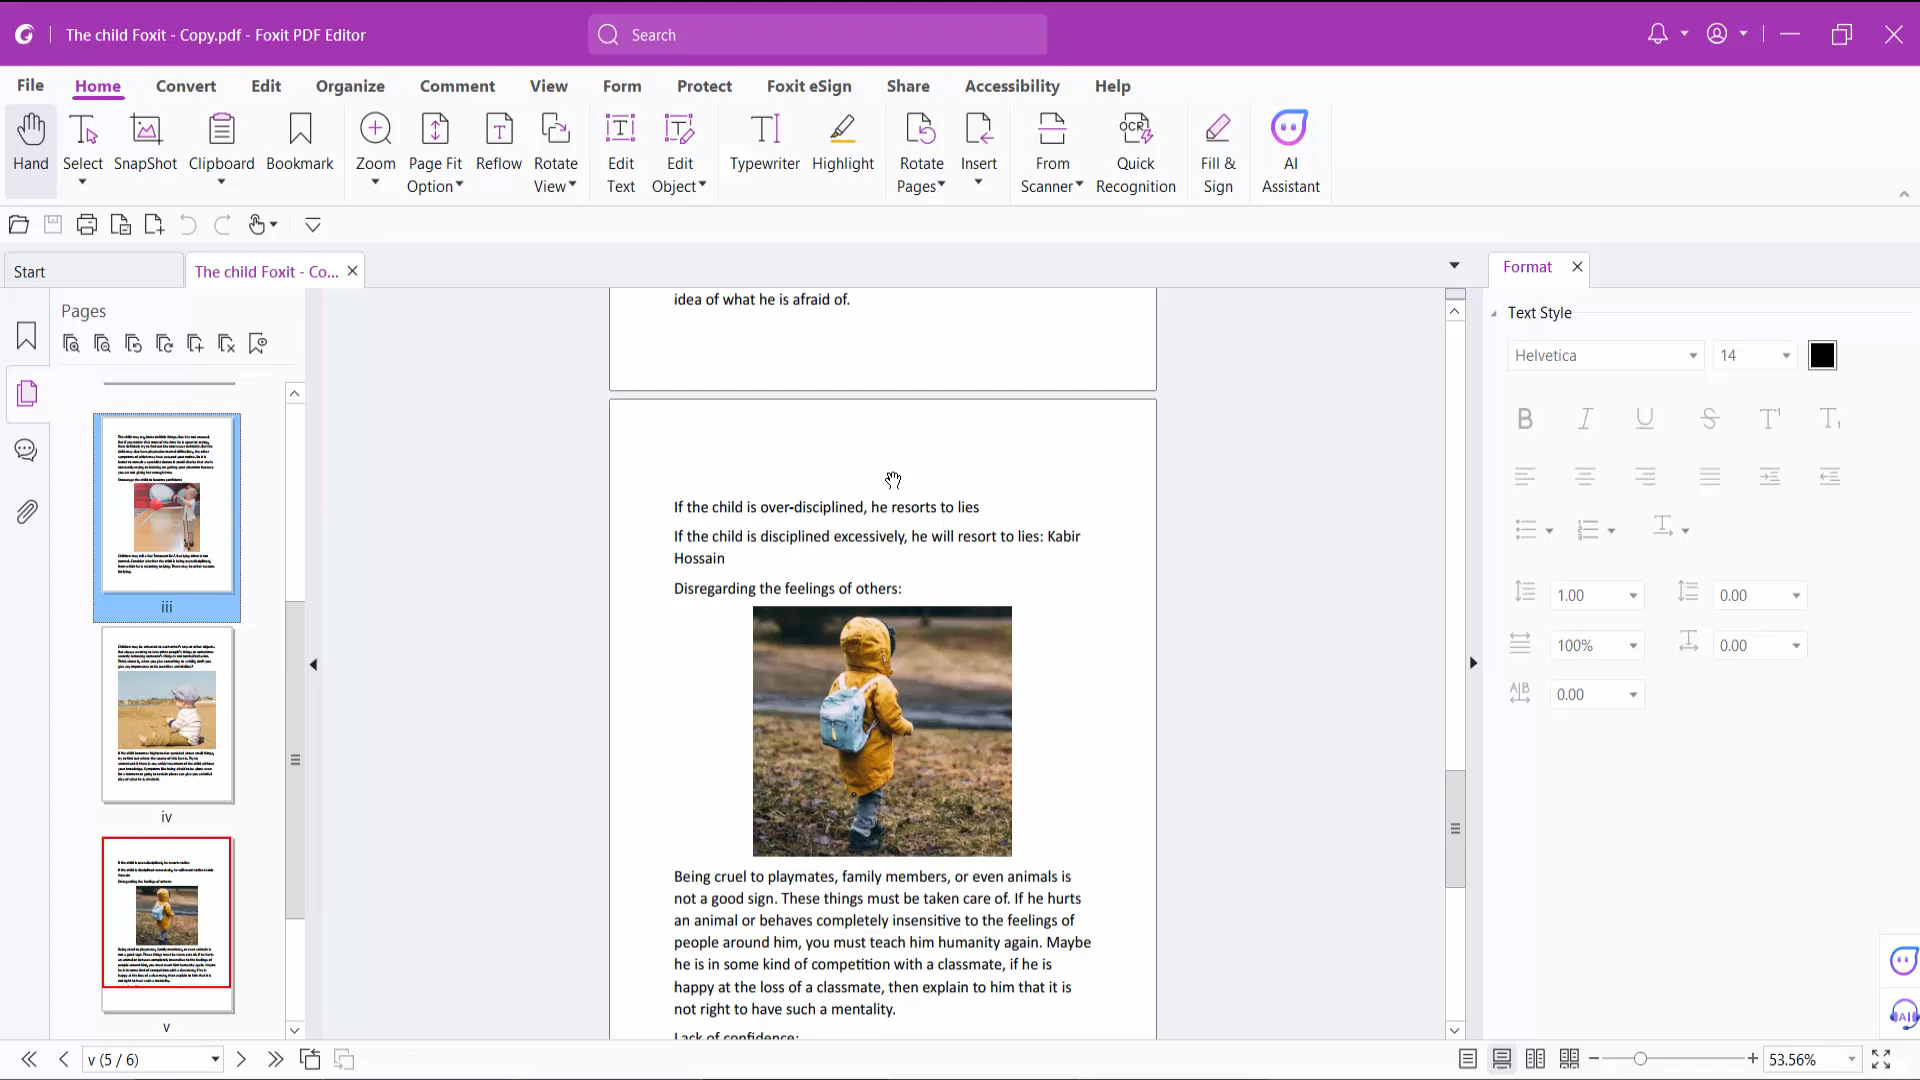 The child Foxit - Copy.pdf - Foxit PDF Editor
Search
File Home Convert Edit Organize Comment View Form Protect Foxit eSign Share Accessibility Help
Hand Select SnapShot Clipboard Bookmark Zoom Page Fit Option Reflow Rotate View Edit Text Edit Object Typewriter Highlight Rotate Pages Insert From Scanner Quick Recognition Fill & Sign AI Assistant
Start The child Foxit - Co... Format
Pages
Text Style
Helvetica 14
1.00 0.00
100% 0.00
0.00
iii
iv
v
idea of what he is afraid of.
If the child is over-disciplined, he resorts to lies
If the child is disciplined excessively, he will resort to lies: Kabir
Hossain
Disregarding the feelings of others:
Being cruel to playmates, family members, or even animals is
not a good sign. These things must be taken care of. If he hurts
an animal or behaves completely insensitive to the feelings of
people around him, you must teach him humanity again. Maybe
he is in some kind of competition with a classmate, if he is
happy at the loss of a classmate, then explain to him that it is
not right to have such a mentality.
Lack of confidence:
v (5 / 6) 53.56%